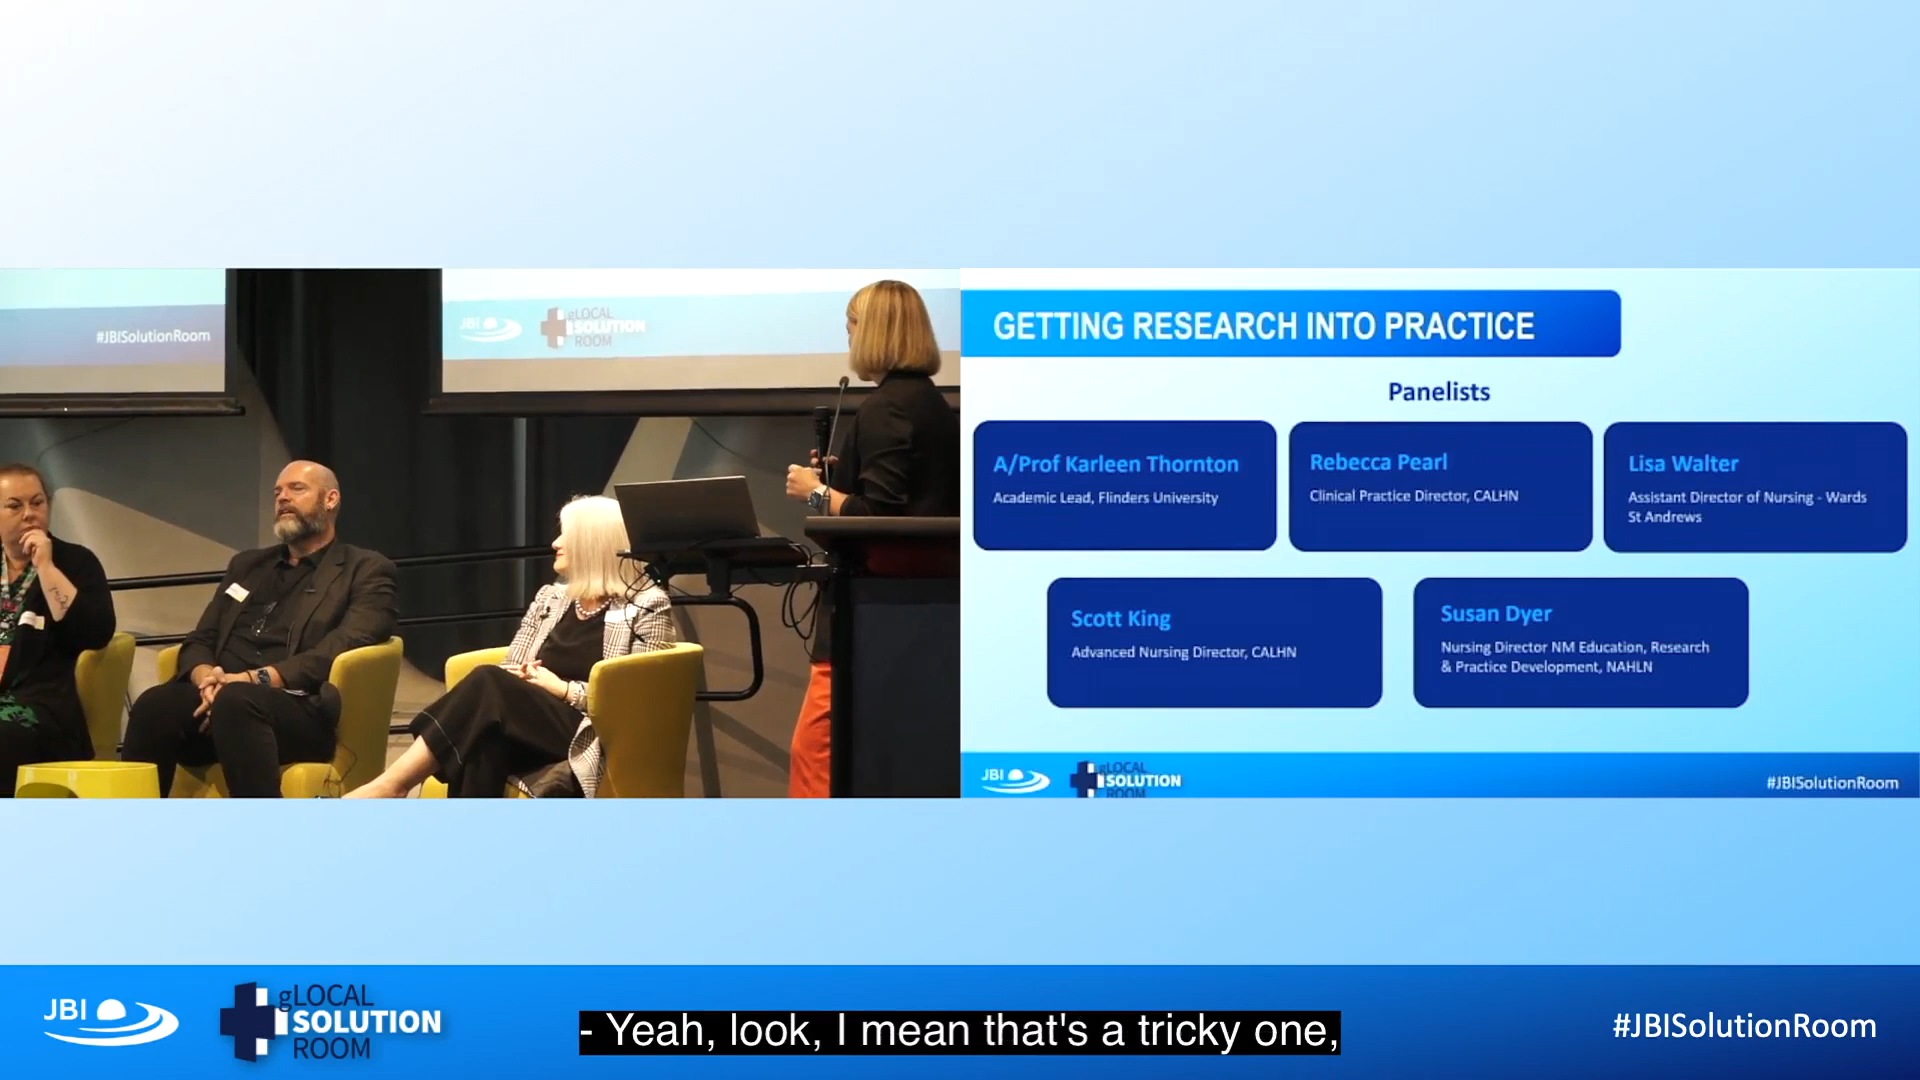 #JBISolutionRoom
JBI
gLOCAL
SOLUTION
ROOM
GETTING RESEARCH INTO PRACTICE
Panelists
A/Prof Karleen Thornton
Academic Lead, Flinders University
Rebecca Pearl
Clinical Practice Director, CALHN
Lisa Walter
Assistant Director of Nursing - Wards
St Andrews
Scott King
Advanced Nursing Director, CALHN
Susan Dyer
Nursing Director NM Education, Research
& Practice Development, NAHLN
JBI
gLOCAL
SOLUTION
ROOM
#JBISolutionRoom
JBI
gLOCAL
SOLUTION
ROOM
- Yeah, look, I mean that's a tricky one,
#JBISolutionRoom